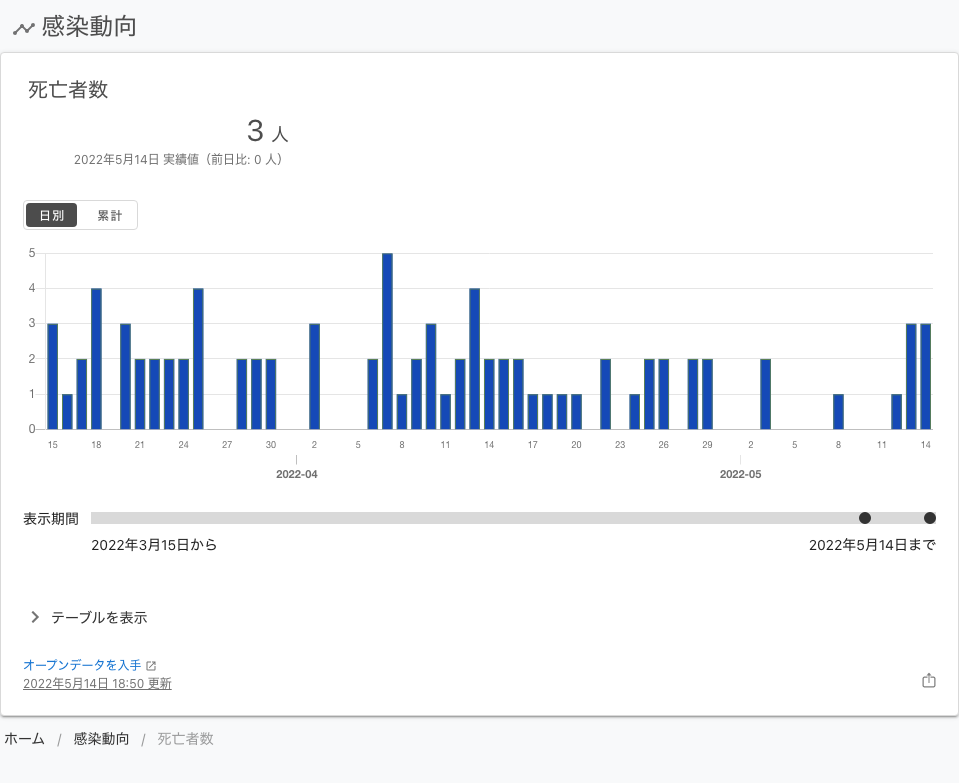 感染動向
死亡者数
3 人
2022年5月14日 実績値（前日比: 0 人）
日別 累計
5
4
3
2
1
0
15 18 21 24 27 30 2 5 8 11 14 17 20 23 26 29 2 5 8 11 14
2022-04 2022-05
表示期間
2022年3月15日から 2022年5月14日まで
テーブルを表示
オープンデータを入手
2022年5月14日 18:50 更新
ホーム / 感染動向 / 死亡者数